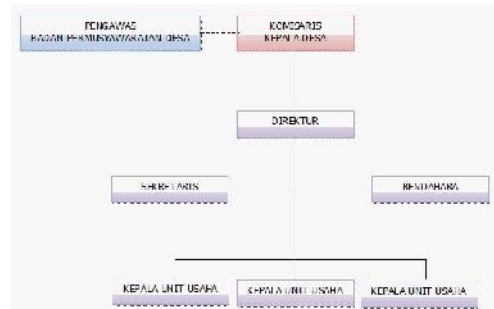 PENGAWAS
BADAN PERMUSYAWARATAN DESA
KOMISARIS
KEPALA DESA
DIREKTUR
SEKRETARIS
BENDAHARA
KEPALA UNIT USAHA
KEPALA UNIT USAHA
KEPALA UNIT USAHA